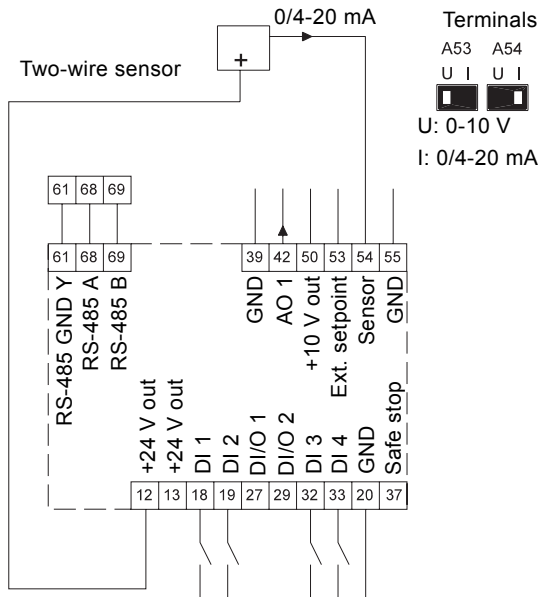 0/4-20 mA
Terminals
Two-wire sensor
+
A53 A54
U I U I
U: 0-10 V
I: 0/4-20 mA
61 68 69
61 68 69
39 42 50 53 54 55
RS-485 GND Y
RS-485 A
RS-485 B
GND
AO 1
+10 V out
Ext. setpoint
Sensor
GND
+24 V out
+24 V out
DI 1
DI 2
DI/O 1
DI/O 2
DI 3
DI 4
GND
Safe stop
12 13 18 19 27 29 32 33 20 37